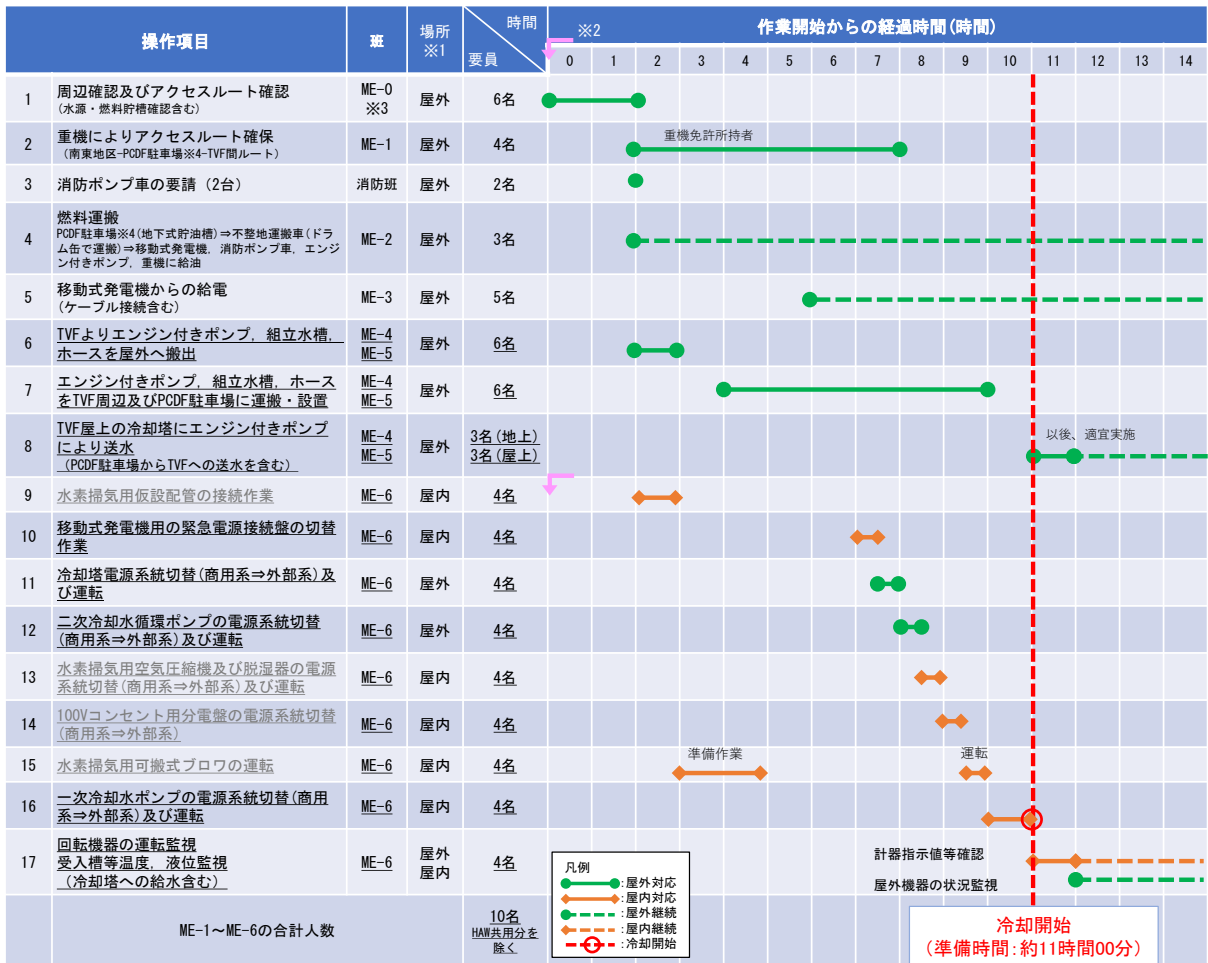 操作項目
班
場所
※1
時間
要員
※2
作業開始からの経過時間(時間)
0 1 2 3 4 5 6 7 8 9 10 11 12 13 14
1
周辺確認及びアクセスルート確認
(水源・燃料貯槽確認含む)
ME-0
※3
屋外
6名
2
重機によりアクセスルート確保
(南東地区-PCDF駐車場※4-TVF間ルート)
ME-1
屋外
4名
重機免許所持者
3
消防ポンプ車の要請(2台)
消防班
屋外
2名
4
燃料運搬
PCDF駐車場※4(地下式貯油槽)⇒不整地運搬車(ドラ
ム缶で運搬)⇒移動式発電機, 消防ポンプ車, エンジ
ン付きポンプ, 重機に給油
ME-2
屋外
3名
5
移動式発電機からの給電
(ケーブル接続含む)
ME-3
屋外
5名
6
TVFよりエンジン付きポンプ, 組立水槽,
ホースを屋外へ搬出
ME-4
ME-5
屋外
6名
7
エンジン付きポンプ, 組立水槽, ホース
をTVF周辺及びPCDF駐車場に運搬・設置
ME-4
ME-5
屋外
6名
8
TVF屋上の冷却塔にエンジン付きポンプ
により送水
(PCDF駐車場からTVFへの送水を含む)
ME-4
ME-5
屋外
3名(地上)
3名(屋上)
以後、適宜実施
9
水素掃気用仮設配管の接続作業
ME-6
屋内
4名
10
移動式発電機用の緊急電源接続盤の切替
作業
ME-6
屋内
4名
11
冷却塔電源系統切替(商用系⇒外部系)及
び運転
ME-6
屋外
4名
12
二次冷却水循環ポンプの電源系統切替
(商用系⇒外部系)及び運転
ME-6
屋外
4名
13
水素掃気用空気圧縮機及び脱湿器の電源
系統切替(商用系⇒外部系)及び運転
ME-6
屋内
4名
14
100Vコンセント用分電盤の電源系統切替
(商用系⇒外部系)
ME-6
屋内
4名
15
水素掃気用可搬式ブロワの運転
ME-6
屋内
4名
準備作業
運転
16
一次冷却水ポンプの電源系統切替(商用
系⇒外部系)及び運転
ME-6
屋内
4名
17
回転機器の運転監視
受入槽等温度, 液位監視
(冷却塔への給水含む)
ME-6
屋外
屋内
4名
計器指示値等確認
屋外機器の状況監視
ME-1~ME-6の合計人数
10名
HAW共用分を
除く
凡例
:屋外対応
:屋内対応
:屋外継続
:屋内継続
:冷却開始
冷却開始
(準備時間:約11時間00分)